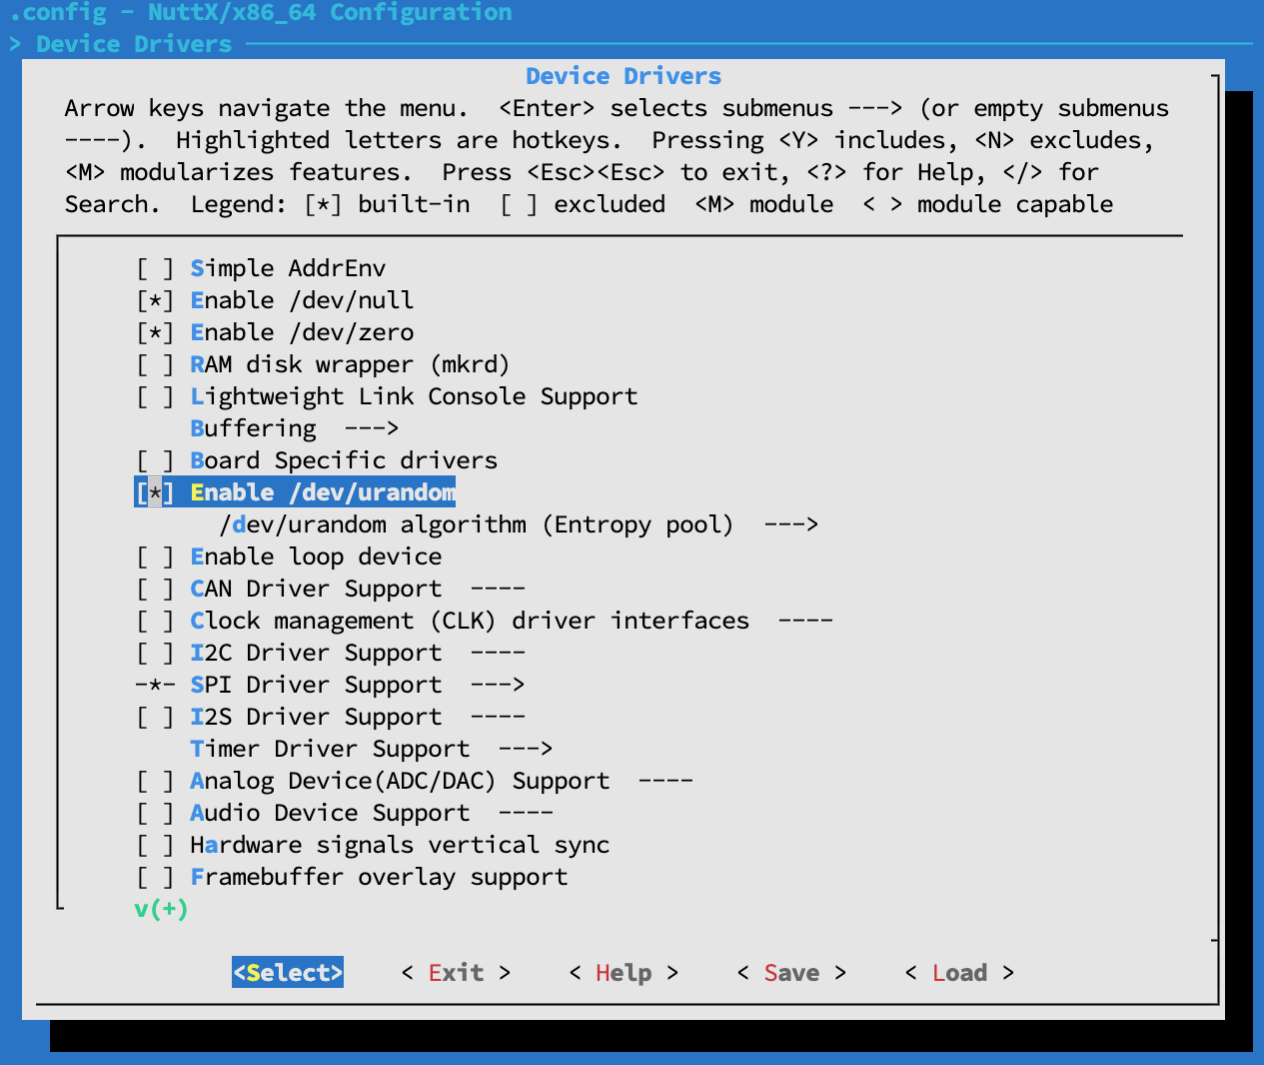 .config - NuttX/x86_64 Configuration
> Device Drivers
Device Drivers
Arrow keys navigate the menu.  <Enter> selects submenus ---> (or empty submenus
----).  Highlighted letters are hotkeys.  Pressing <Y> includes, <N> excludes,
<M> modularizes features.  Press <Esc><Esc> to exit, <?> for Help, </> for
Search.  Legend: [*] built-in  [ ] excluded  <M> module  < > module capable
[ ] Simple AddrEnv
[*] Enable /dev/null
[*] Enable /dev/zero
[ ] RAM disk wrapper (mkrd)
[ ] Lightweight Link Console Support
Buffering  --->
[ ] Board Specific drivers
[*] Enable /dev/urandom
/dev/urandom algorithm (Entropy pool)  --->
[ ] Enable loop device
[ ] CAN Driver Support  ----
[ ] Clock management (CLK) driver interfaces  ----
[ ] I2C Driver Support  ----
-*- SPI Driver Support  --->
[ ] I2S Driver Support  ----
Timer Driver Support  --->
[ ] Analog Device(ADC/DAC) Support  ----
[ ] Audio Device Support  ----
[ ] Hardware signals vertical sync
[ ] Framebuffer overlay support
v(+)
<Select>    < Exit >    < Help >    < Save >    < Load >